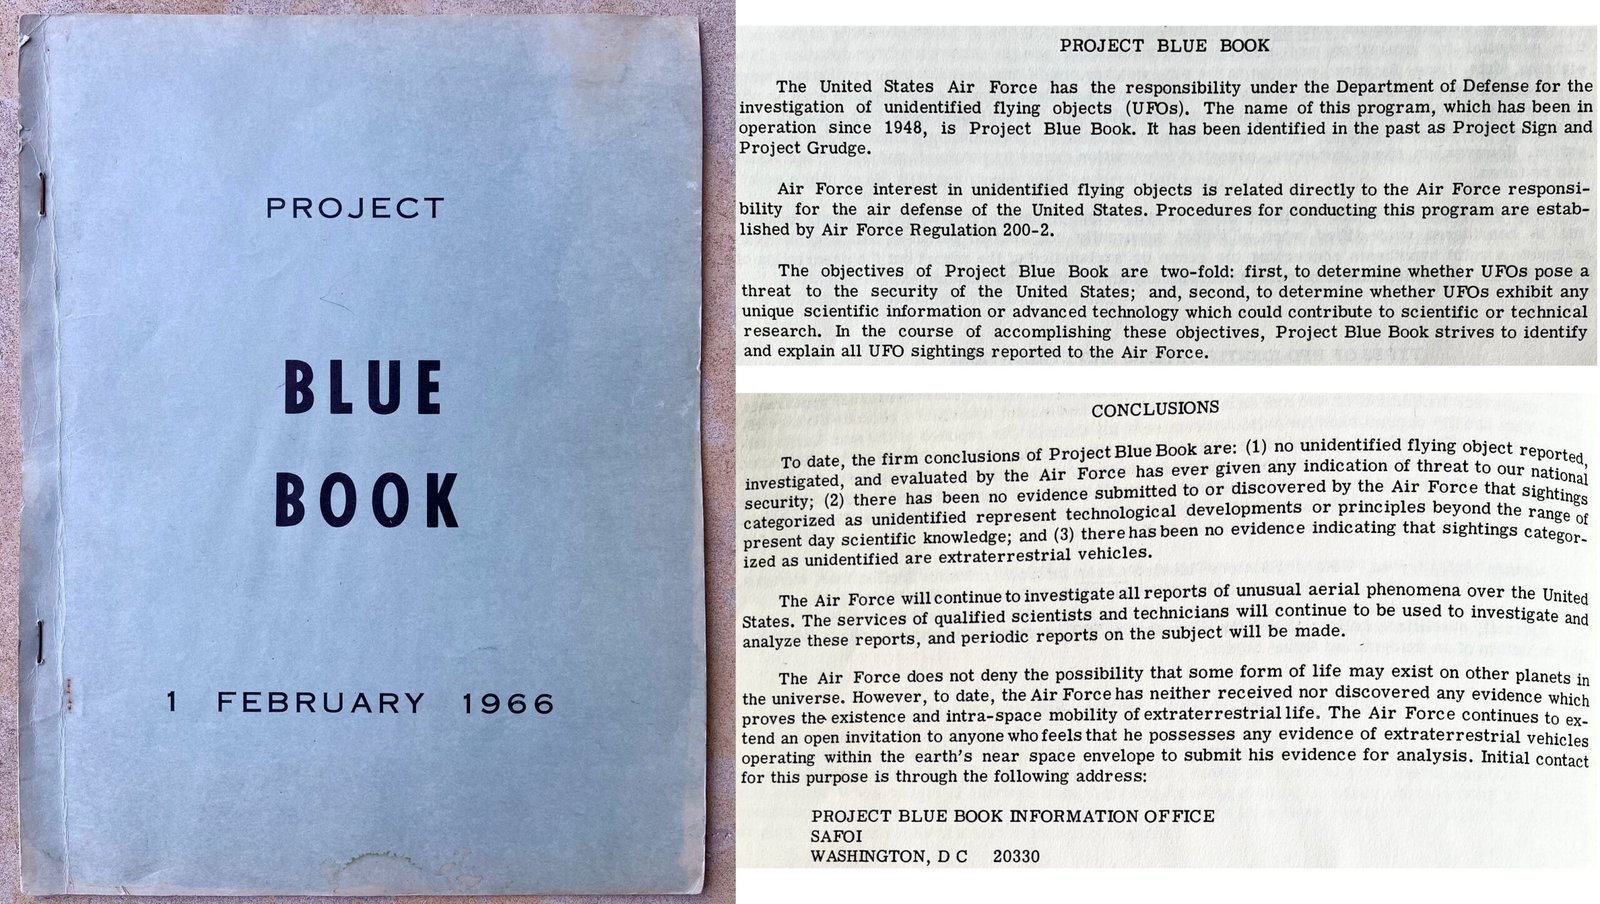 PROJECT
BLUE
BOOK
1 FEBRUARY 1966
PROJECT BLUE BOOK
The United States Air Force has the responsibility under the Department of Defense for the
investigation of unidentified flying objects (UFOs). The name of this program, which has been in
operation since 1948, is Project Blue Book. It has been identified in the past as Project Sign and
Project Grudge.
Air Force interest in unidentified flying objects is related directly to the Air Force responsi-
bility for the air defense of the United States. Procedures for conducting this program are estab-
lished by Air Force Regulation 200-2.
The objectives of Project Blue Book are two-fold: first, to determine whether UFOs pose a
threat to the security of the United States; and, second, to determine whether UFOs exhibit any
unique scientific information or advanced technology which could contribute to scientific or technical
research. In the course of accomplishing these objectives, Project Blue Book strives to identify
and explain all UFO sightings reported to the Air Force.
CONCLUSIONS
To date, the firm conclusions of Project Blue Book are: (1) no unidentified flying object reported,
investigated, and evaluated by the Air Force has ever given any indication of threat to our national
security; (2) there has been no evidence submitted to or discovered by the Air Force that sightings
categorized as unidentified represent technological developments or principles beyond the range of
present day scientific knowledge; and (3) there has been no evidence indicating that sightings categor-
ized as unidentified are extraterrestrial vehicles.
The Air Force will continue to investigate all reports of unusual aerial phenomena over the United
States. The services of qualified scientists and technicians will continue to be used to investigate and
analyze these reports, and periodic reports on the subject will be made.
The Air Force does not deny the possibility that some form of life may exist on other planets in
the universe. However, to date, the Air Force has neither received nor discovered any evidence which
proves the existence and intra-space mobility of extraterrestrial life. The Air Force continues to ex-
tend an open invitation to anyone who feels that he possesses any evidence of extraterrestrial vehicles
operating within the earth's near space envelope to submit his evidence for analysis. Initial contact
for this purpose is through the following address:
PROJECT BLUE BOOK INFORMATION OFFICE
SAFOI
WASHINGTON, D C 20330